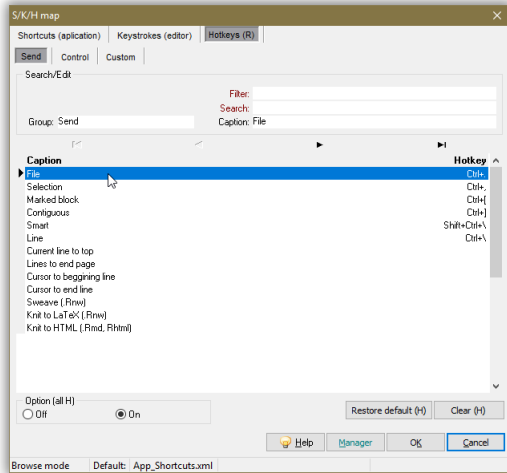 S/K/H map
Shortcuts (aplication) Keystrokes (editor) Hotkeys (R)
Send Control Custom
Search/Edit
Filter:
Search:
Group: Send Caption: File
Caption Hotkey
File Ctrl+.
Selection Ctrl+,
Marked block Ctrl+[
Contiguous Ctrl+]
Smart Shift+Ctrl+\
Line Ctrl+\
Current line to top
Lines to end page
Cursor to beggining line
Cursor to end line
Sweave (.Rnw)
Knit to LaTeX (.Rnw)
Knit to HTML (.Rmd, Rhtml)
Option (all H)
Off On Restore default (H) Clear (H)
Help Manager OK Cancel
Browse mode Default: App_Shortcuts.xml